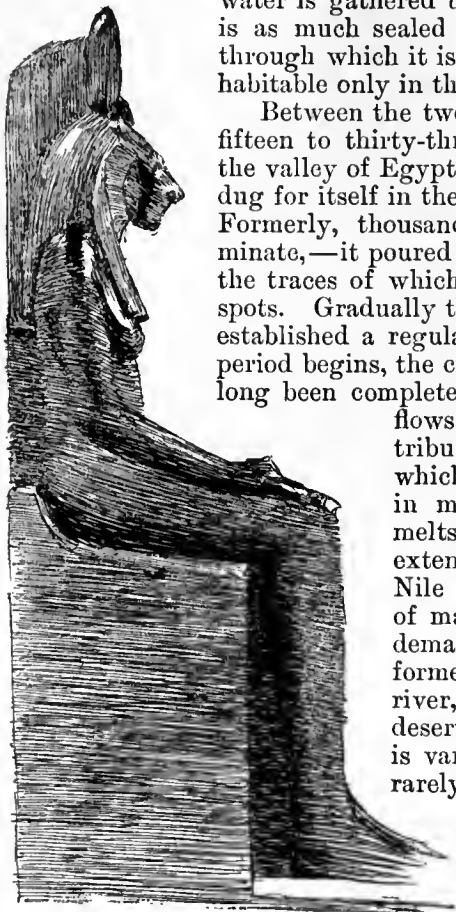 water is gathered
is as much sealed
through which it is
habitable only in th
Between the two
fifteen to thirty-thr
the valley of Egypt
dug for itself in the
Formerly, thousand
minate,—it poured
the traces of which
spots. Gradually t
established a regula
period begins, the c
long been complete
flows
tribu
which
in m
melts
exten
Nile
of ma
dema
forme
river,
deser
is var
rarely